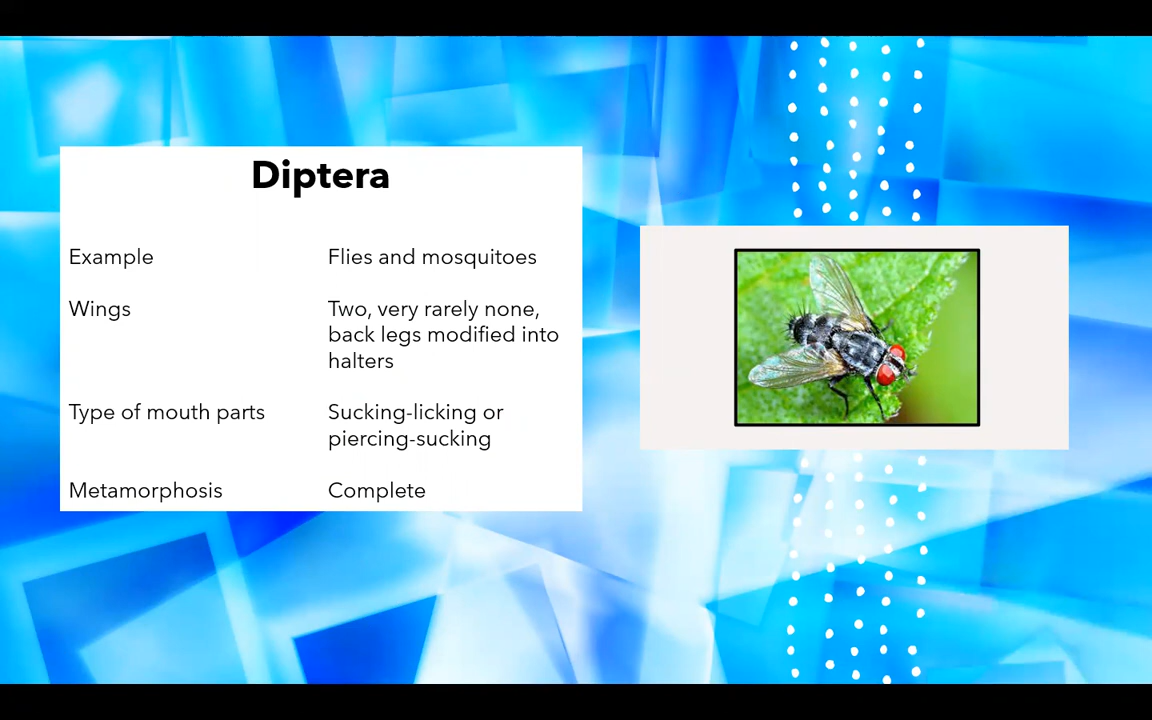 Diptera
Example
Flies and mosquitoes
Wings
Two, very rarely none,
back legs modified into
halters
Type of mouth parts
Sucking-licking or
piercing-sucking
Metamorphosis
Complete